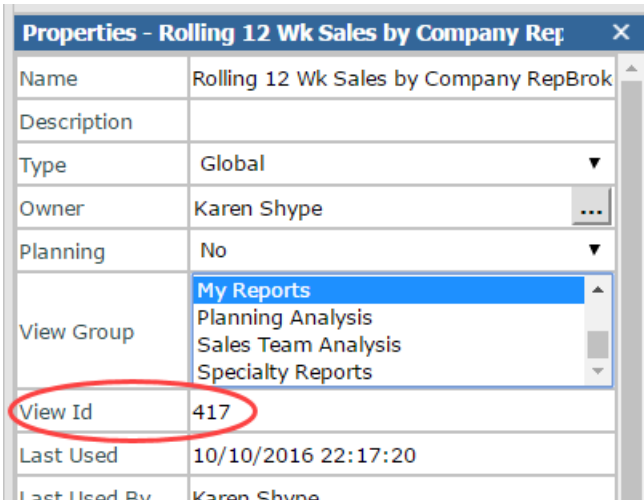 Properties - Rolling 12 Wk Sales by Company Rep
Name Rolling 12 Wk Sales by Company RepBrok
Description
Type Global
Owner Karen Shype ...
Planning No
View Group
My Reports
Planning Analysis
Sales Team Analysis
Specialty Reports
View Id 417
Last Used 10/10/2016 22:17:20
Last Used By Karen Shype